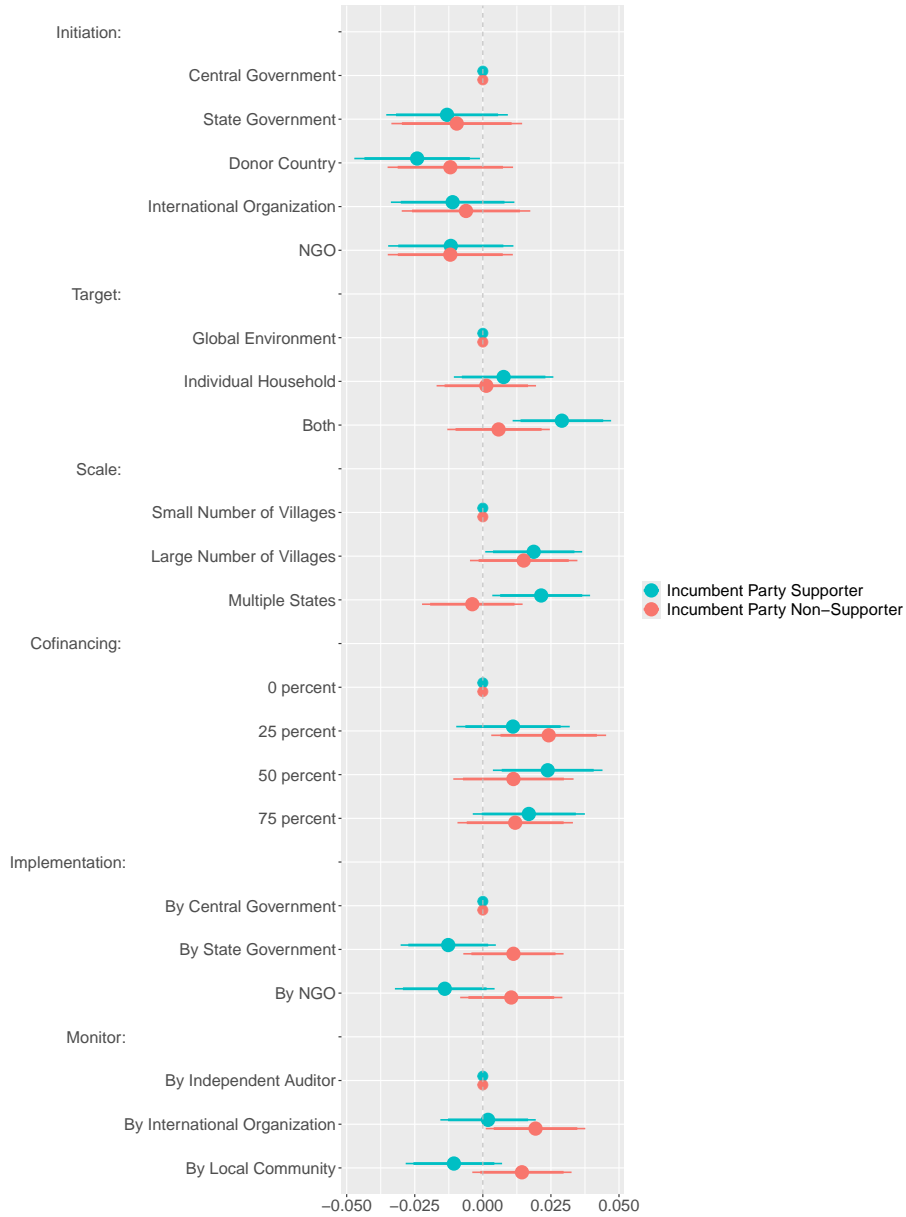 Initiation:
Central Government
State Government
Donor Country
International Organization
NGO
Target:
Global Environment
Individual Household
Both
Scale:
Small Number of Villages
Large Number of Villages
Multiple States
Cofinancing:
0 percent
25 percent
50 percent
75 percent
Implementation:
By Central Government
By State Government
By NGO
Monitor:
By Independent Auditor
By International Organization
By Local Community
−0.050 −0.025 0.000 0.025 0.050
Incumbent Party Supporter
Incumbent Party Non−Supporter